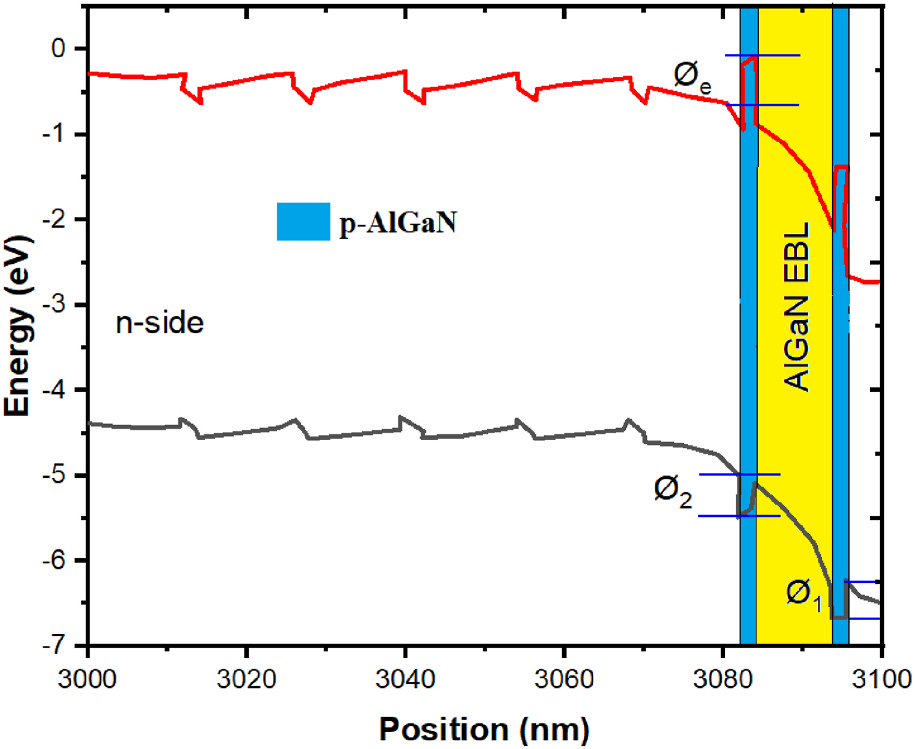 0
-1
-2
-3
-4
-5
-6
-7
Energy (eV)
3000 3020 3040 3060 3080 3100
Position (nm)
Øe
p-AlGaN
n-side
AlGaN EBL
Ø2
Ø1